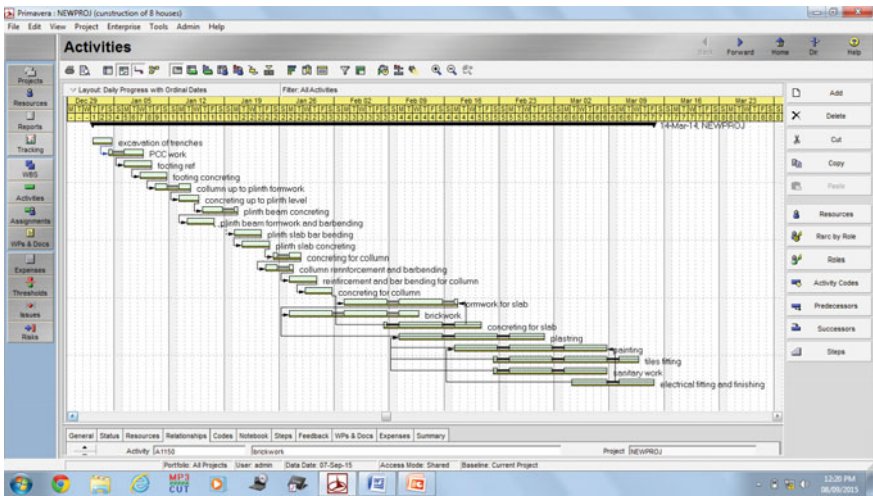 Primavera : NEWPROJ (cunstruction of 8 houses)
File Edit View Project Enterprise Tools Admin Help
Activities
Back Forward Home Dir Help
Projects
Resources
Reports
Tracking
WBS
Activities
Assignments
WPs & Docs
Expenses
Thresholds
Issues
Risks
Layout: Daily Progress with Ordinal Dates Filter: All Activities
Dec 29 Jan 05 Jan 12 Jan 19 Jan 26 Feb 02 Feb 09 Feb 16 Feb 23 Mar 02 Mar 09 Mar 16 Mar 23
14-Mar-14, NEWPROJ
excavation of trenches
PCC work
footing ref
footing concreting
collumn up to plinth formwork
concreting up to plinth level
plinth beam concreting
plinth beam formwork and barbending
plinth slab bar bending
plinth slab concreting
concreting for collumn
collumn rennforcement and barbending
reinfircement and bar bending for collumn
concreting for collumn
formwork for slab
brickwork
concreting for slab
plastring
painting
tiles fitting
sanitary work
electrical fitting and finishing
Add
Delete
Cut
Copy
Paste
Resources
Rsrc by Role
Roles
Activity Codes
Predecessors
Successors
Steps
General Status Resources Relationships Codes Notebook Steps Feedback WPs & Docs Expenses Summary
Activity A1150 brickwork Project NEWPROJ
Portfolio: All Projects User: admin Data Date: 07-Sep-15 Access Mode: Shared Baseline: Current Project
MP3 CUT
12:20 PM
08/09/2015